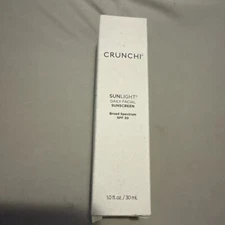 CRUNCHI®
SUNLIGHT®
DAILY FACIAL
SUNSCREEN
Broad Spectrum
SPF 30
1.0 fl. oz. / 30 mL